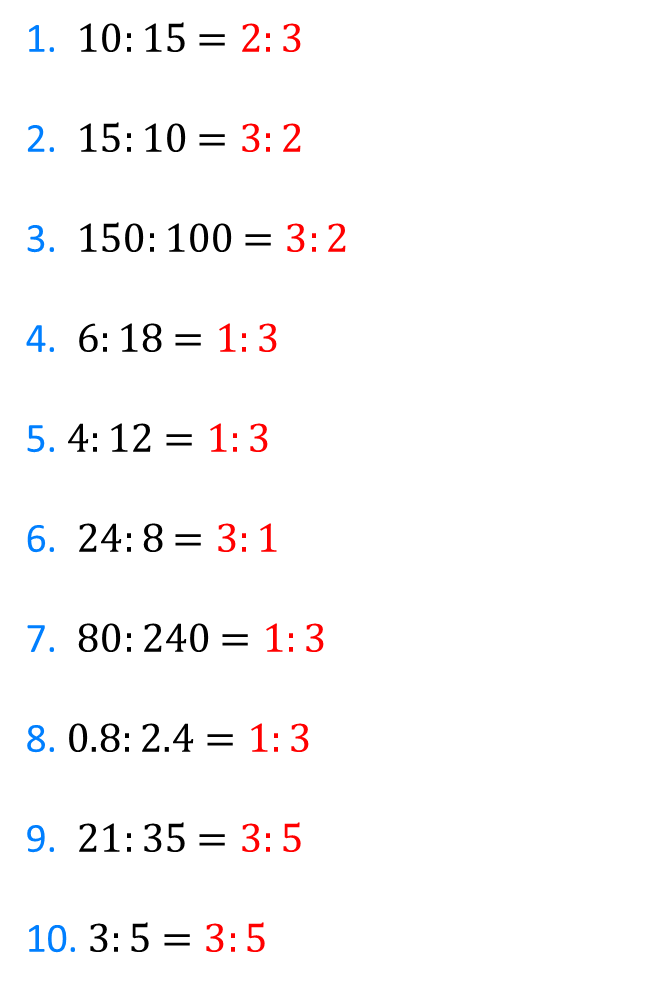 1. 10: 15 = 2: 3
2. 15: 10 = 3: 2
3. 150: 100 = 3: 2
4. 6: 18 = 1: 3
5. 4: 12 = 1: 3
6. 24: 8 = 3: 1
7. 80: 240 = 1: 3
8. 0.8: 2.4 = 1: 3
9. 21: 35 = 3: 5
10. 3: 5 = 3: 5